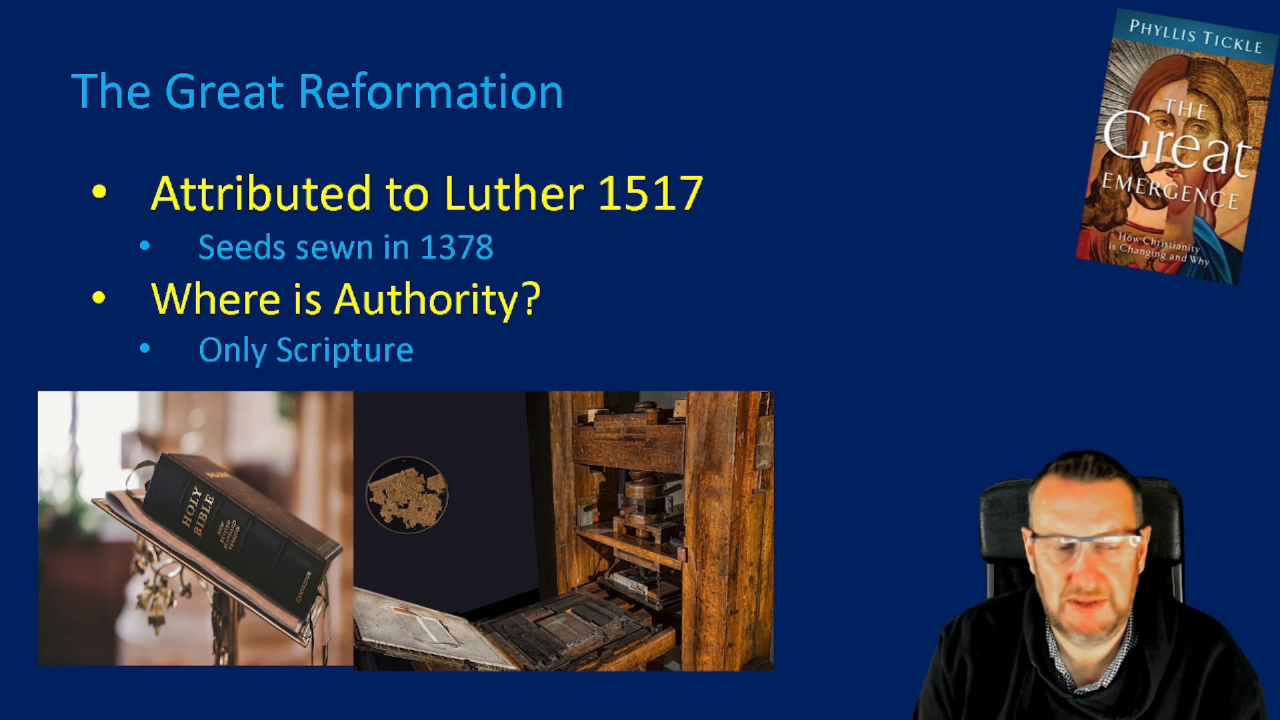 The Great Reformation
• Attributed to Luther 1517
• Seeds sewn in 1378
• Where is Authority?
• Only Scripture
PHYLLIS TICKLE
THE
Great
EMERGENCE
How Christianity
is Changing and Why
HOLY
BIBLE